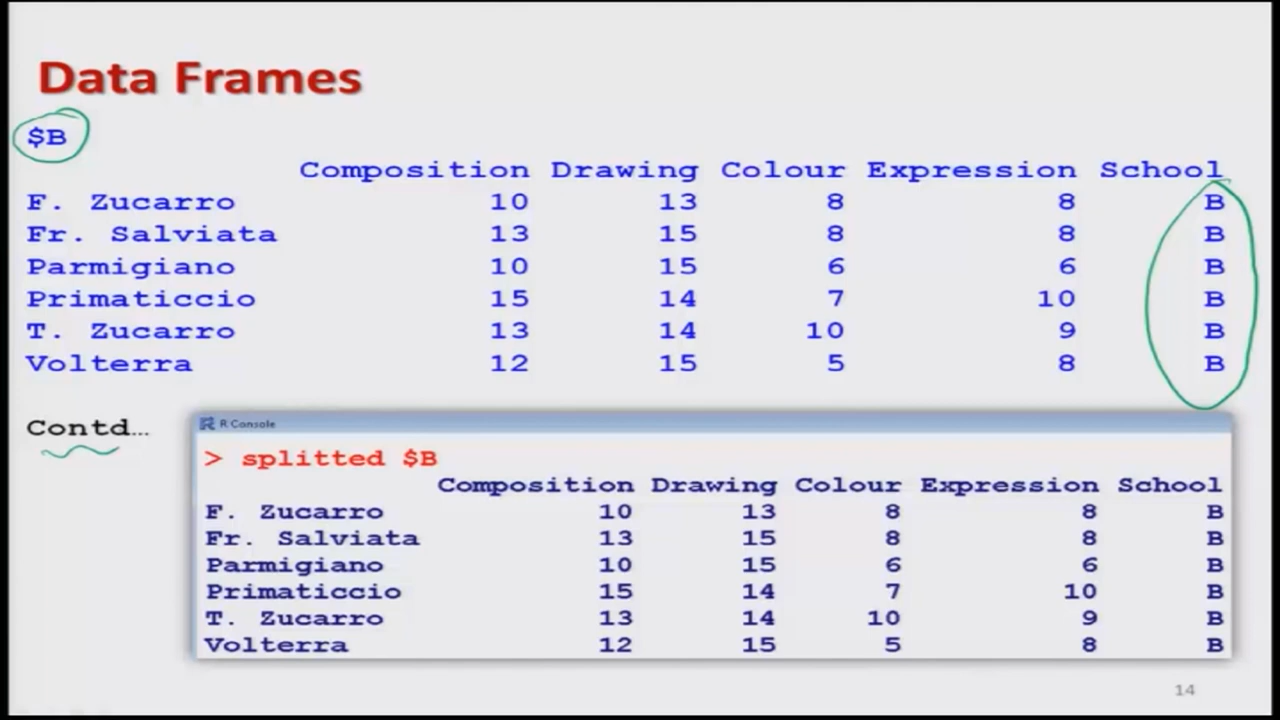 Data Frames
$B
Composition Drawing Colour Expression School
F. Zucarro 10 13 8 8 B
Fr. Salviata 13 15 8 8 B
Parmigiano 10 15 6 6 B
Primaticcio 15 14 7 10 B
T. Zucarro 13 14 10 9 B
Volterra 12 15 5 8 B
Contd…
R Console
> splitted $B
Composition Drawing Colour Expression School
F. Zucarro 10 13 8 8 B
Fr. Salviata 13 15 8 8 B
Parmigiano 10 15 6 6 B
Primaticcio 15 14 7 10 B
T. Zucarro 13 14 10 9 B
Volterra 12 15 5 8 B
14